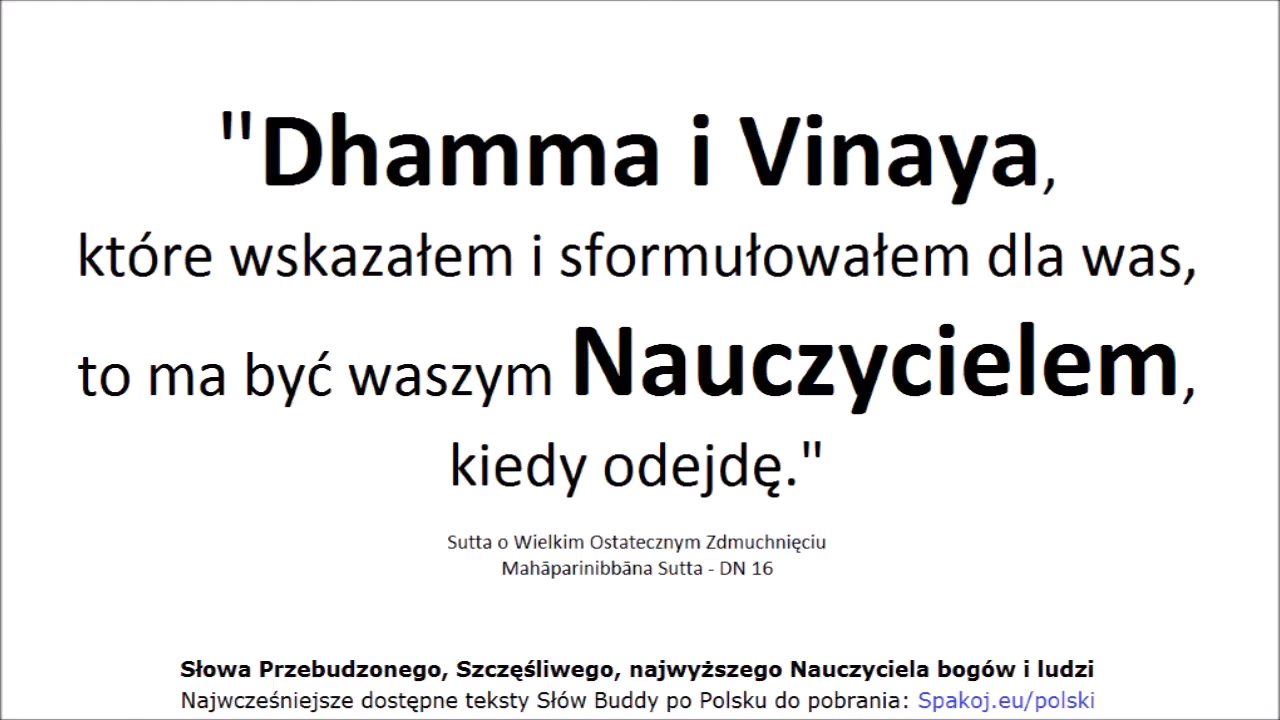 "Dhamma i Vinaya,
które wskazałem i sformułowałem dla was,
to ma być waszym Nauczycielem,
kiedy odejdę."
Sutta o Wielkim Ostatecznym Zdmuchnięciu
Mahāparinibbāna Sutta - DN 16
Słowa Przebudzonego, Szczęśliwego, najwyższego Nauczyciela bogów i ludzi
Najwcześniejsze dostępne teksty Słów Buddy po Polsku do pobrania: Spakoj.eu/polski